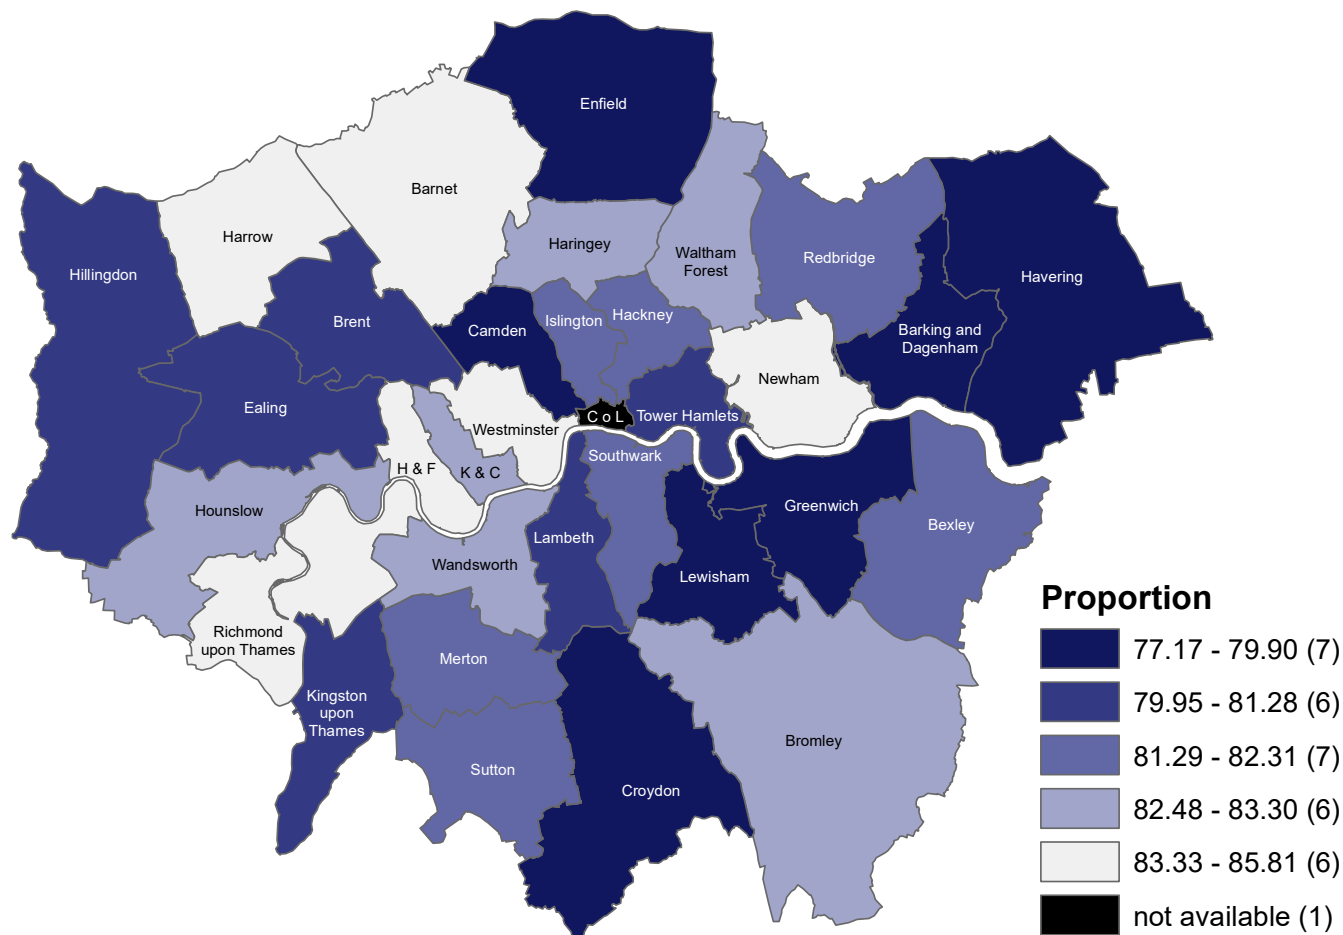 Enfield
Barnet
Harrow
Haringey
Waltham
Forest
Redbridge
Havering
Hillingdon
Brent
Camden
Islington
Hackney
Barking and
Dagenham
Newham
Ealing
Westminster
C o L
Tower Hamlets
H & F
K & C
Southwark
Hounslow
Greenwich
Bexley
Lambeth
Wandsworth
Lewisham
Richmond
upon Thames
Merton
Kingston
upon
Thames
Sutton
Croydon
Bromley
Proportion
77.17 - 79.90 (7)
79.95 - 81.28 (6)
81.29 - 82.31 (7)
82.48 - 83.30 (6)
83.33 - 85.81 (6)
not available (1)